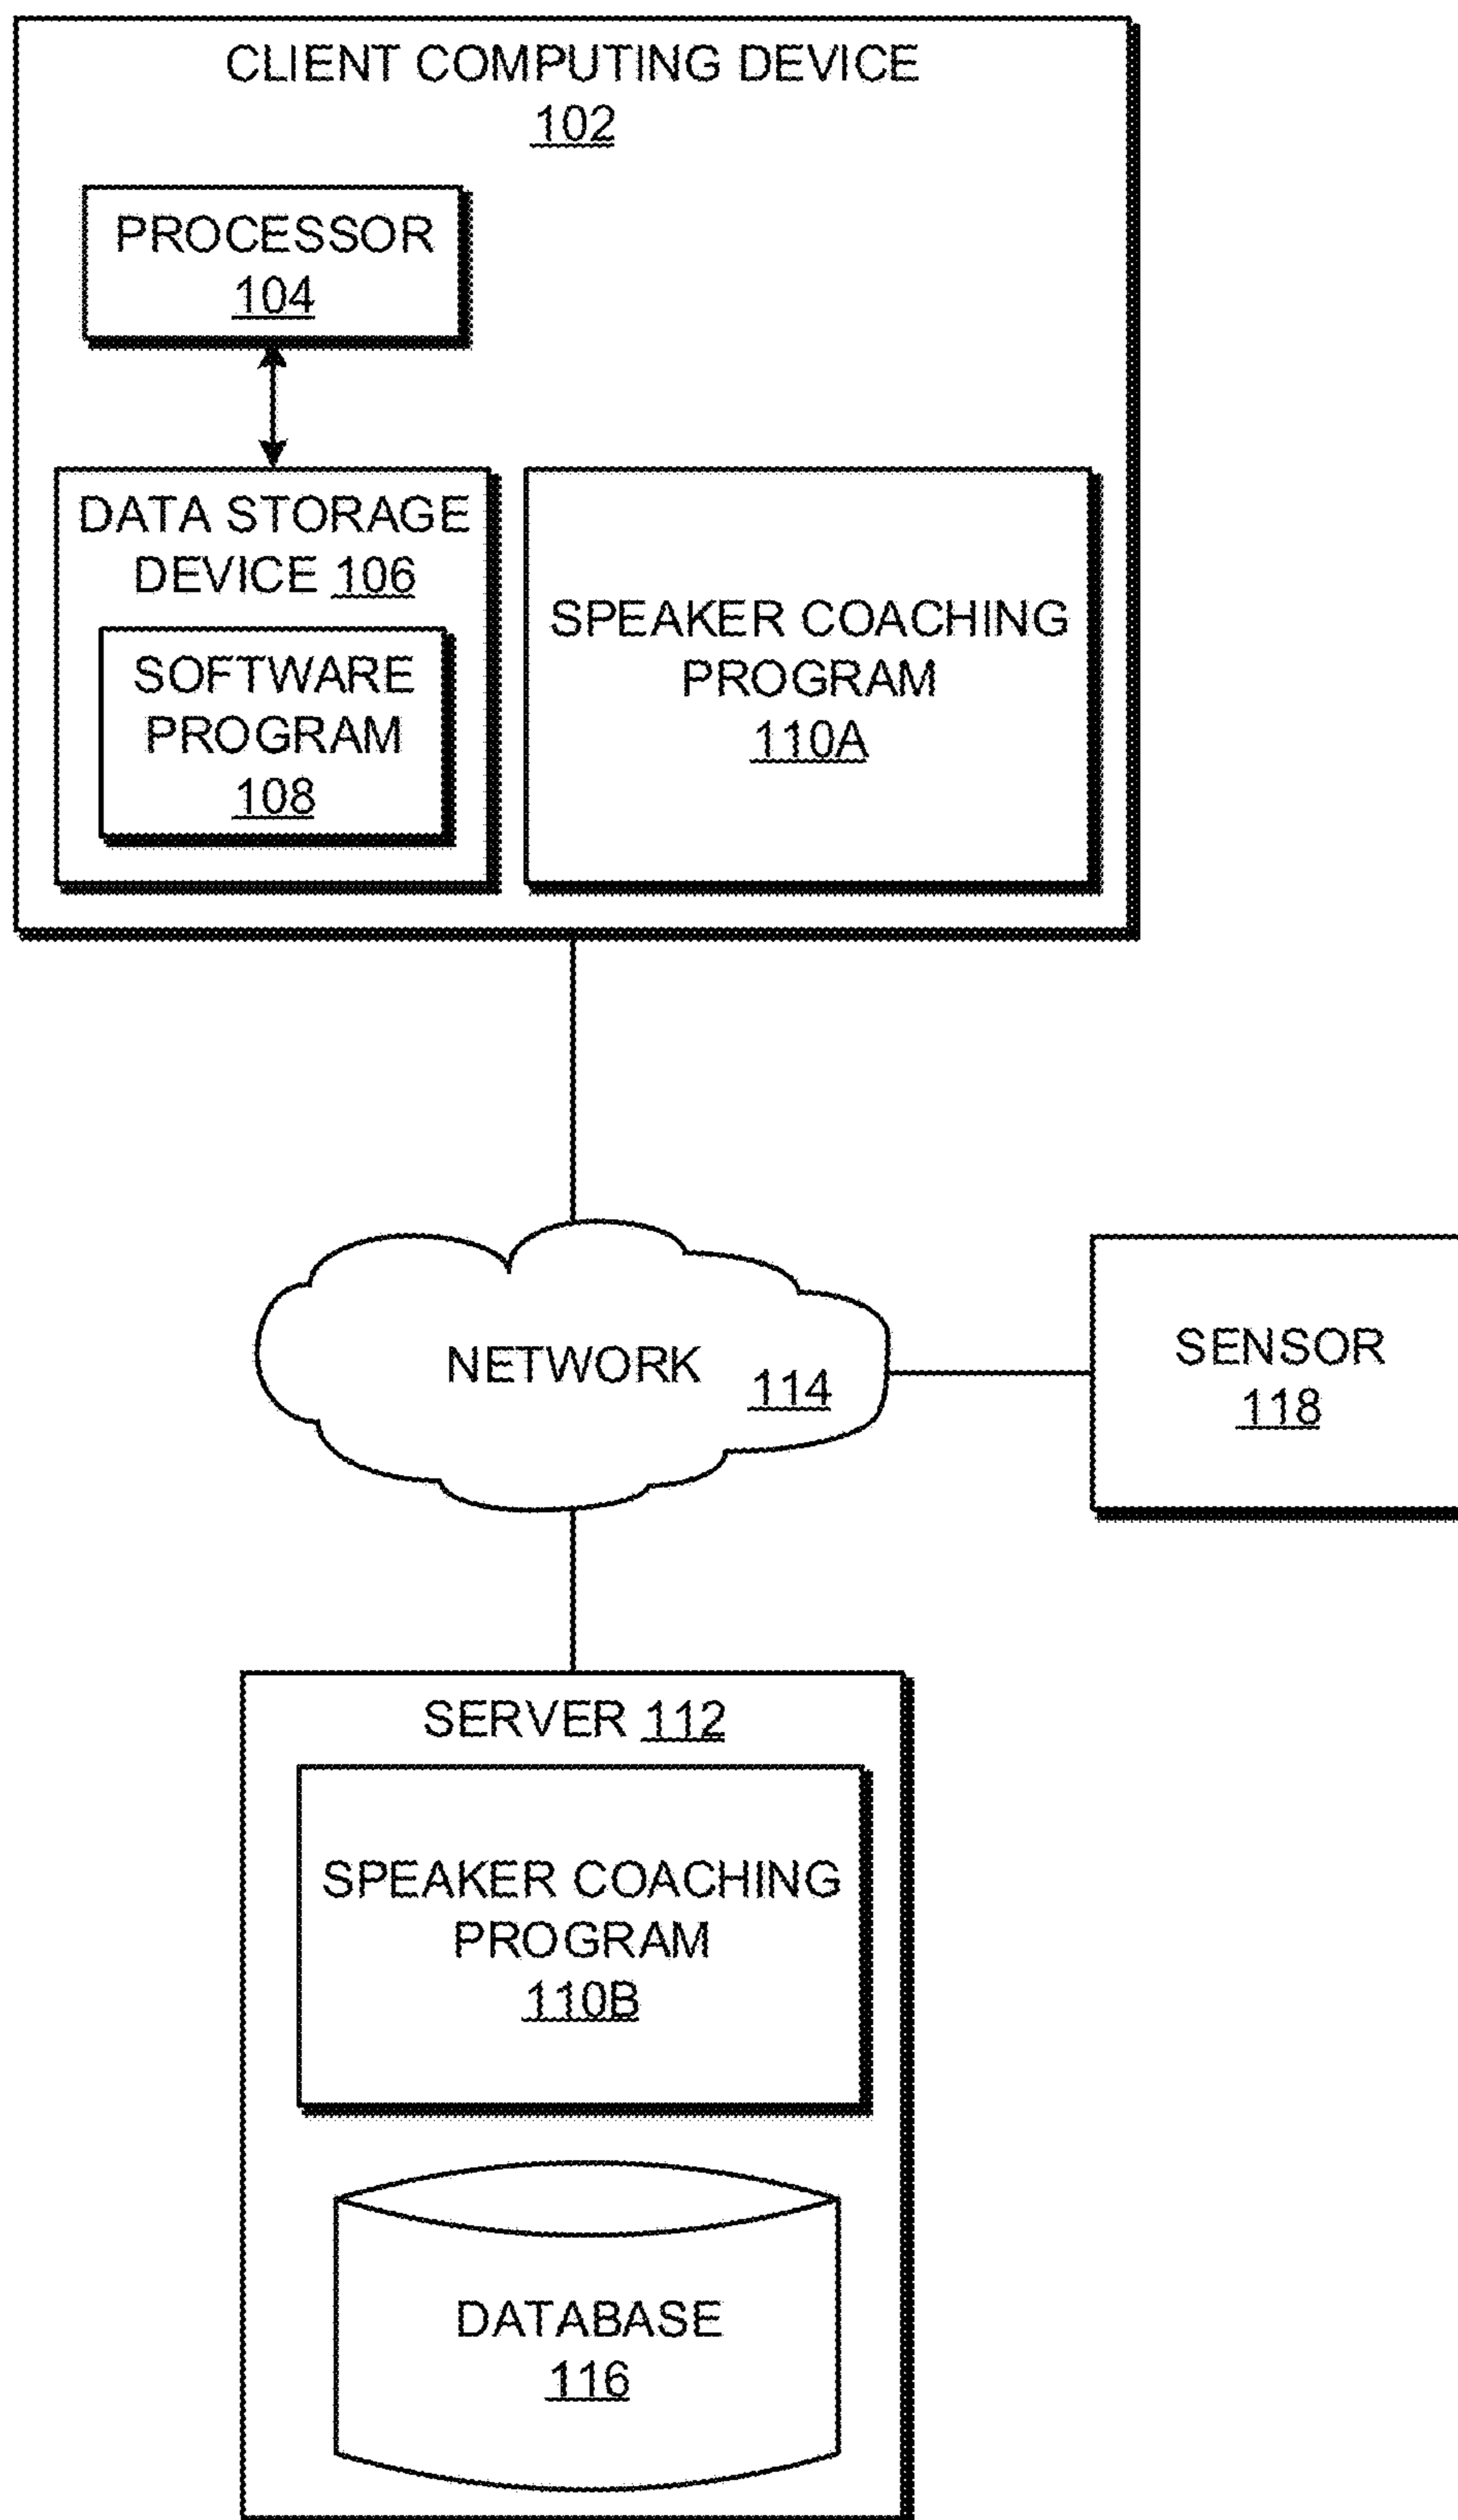 CLIENT COMPUTING DEVICE
102
PROCESSOR
104
DATA STORAGE
DEVICE 106
SOFTWARE
PROGRAM
108
SPEAKER COACHING
PROGRAM
110A
NETWORK 114
SENSOR
118
SERVER 112
SPEAKER COACHING
PROGRAM
110B
DATABASE
116